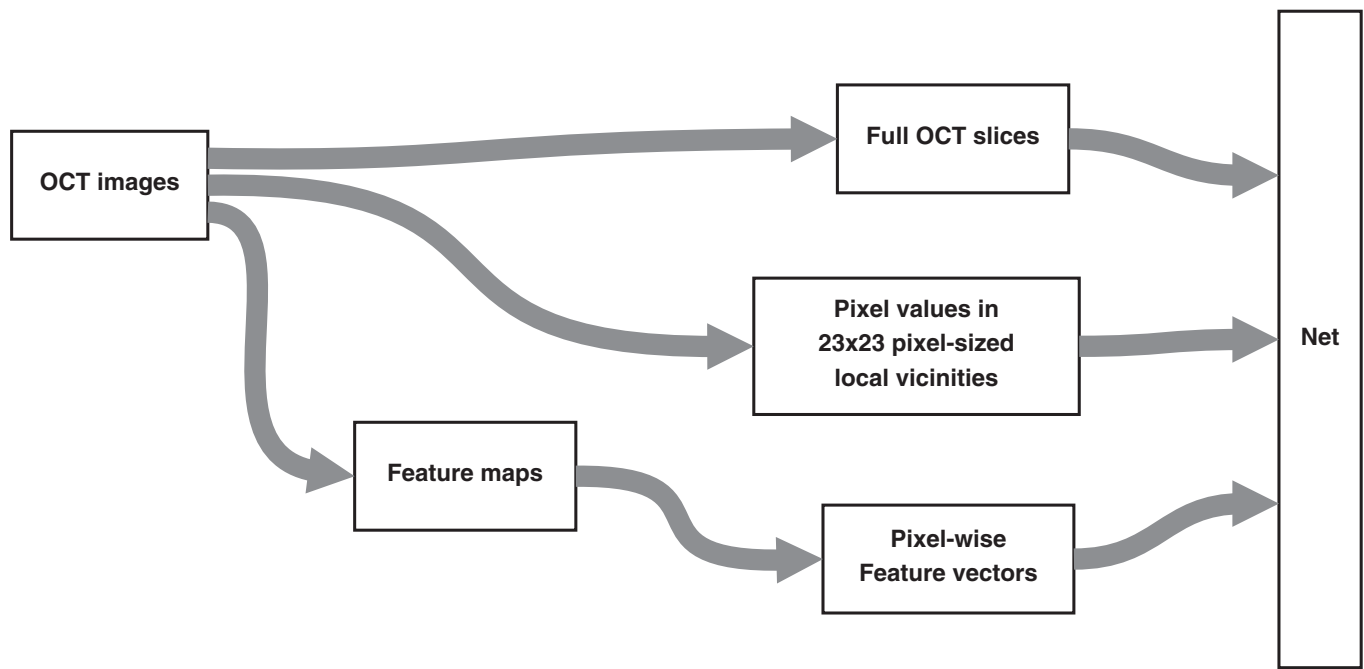 OCT images
Full OCT slices
Pixel values in
23x23 pixel-sized
local vicinities
Net
Feature maps
Pixel-wise
Feature vectors